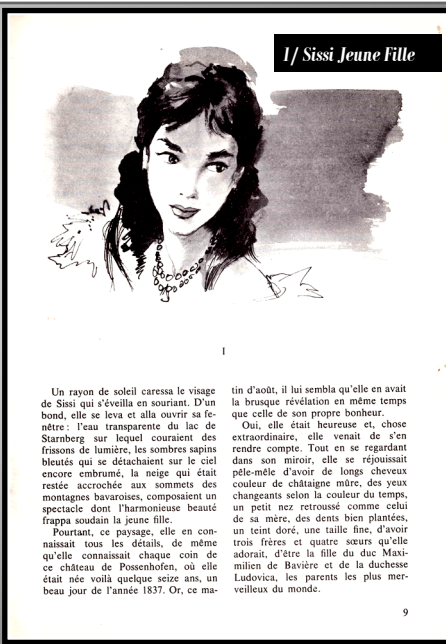 1/ Sissi Jeune Fille
I
Un rayon de soleil caressa le visage
de Sissi qui s'éveilla en souriant. D'un
bond, elle se leva et alla ouvrir sa fe-
nêtre : l'eau transparente du lac de
Starnberg sur lequel couraient des
frissons de lumière, les sombres sapins
bleutés qui se détachaient sur le ciel
encore embrumé, la neige qui était
restée accrochée aux sommets des
montagnes bavaroises, composaient un
spectacle dont l'harmonieuse beauté
frappa soudain la jeune fille.
Pourtant, ce paysage, elle en con-
naissait tous les détails, de même
qu'elle connaissait chaque coin de
ce château de Possenhofen, où elle
était née voilà quelque seize ans, un
beau jour de l'année 1837. Or, ce ma-
tin d'août, il lui sembla qu'elle en avait
la brusque révélation en même temps
que celle de son propre bonheur.
Oui, elle était heureuse et, chose
extraordinaire, elle venait de s'en
rendre compte. Tout en se regardant
dans son miroir, elle se réjouissait
pêle-mêle d'avoir de longs cheveux
couleur de châtaigne mûre, des yeux
changeants selon la couleur du temps,
un petit nez retroussé comme celui
de sa mère, des dents bien plantées,
un teint doré, une taille fine, d'avoir
trois frères et quatre sœurs qu'elle
adorait, d'être la fille du duc Maxi-
milien de Bavière et de la duchesse
Ludovica, les parents les plus mer-
veilleux du monde.
9